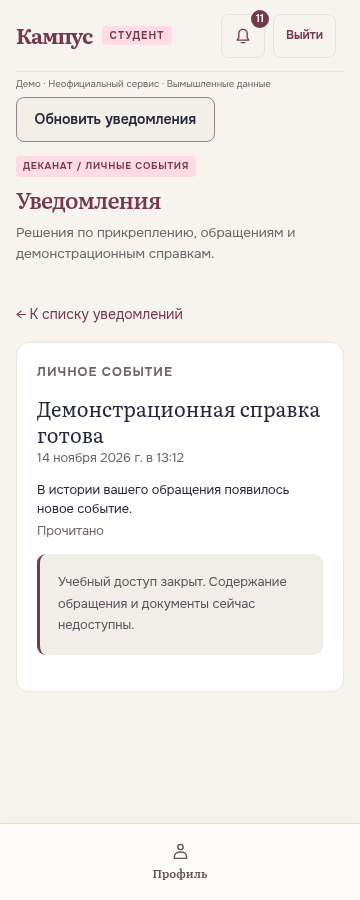 Кампус
СТУДЕНТ
11
Выйти
Демо · Неофициальный сервис · Вымышленные данные
Обновить уведомления
ДЕКАНАТ / ЛИЧНЫЕ СОБЫТИЯ
Уведомления
Решения по прикреплению, обращениям и
демонстрационным справкам.
← К списку уведомлений
ЛИЧНОЕ СОБЫТИЕ
Демонстрационная справка
готова
14 ноября 2026 г. в 13:12
В истории вашего обращения появилось
новое событие.
Прочитано
Учебный доступ закрыт. Содержание
обращения и документы сейчас
недоступны.
Профиль